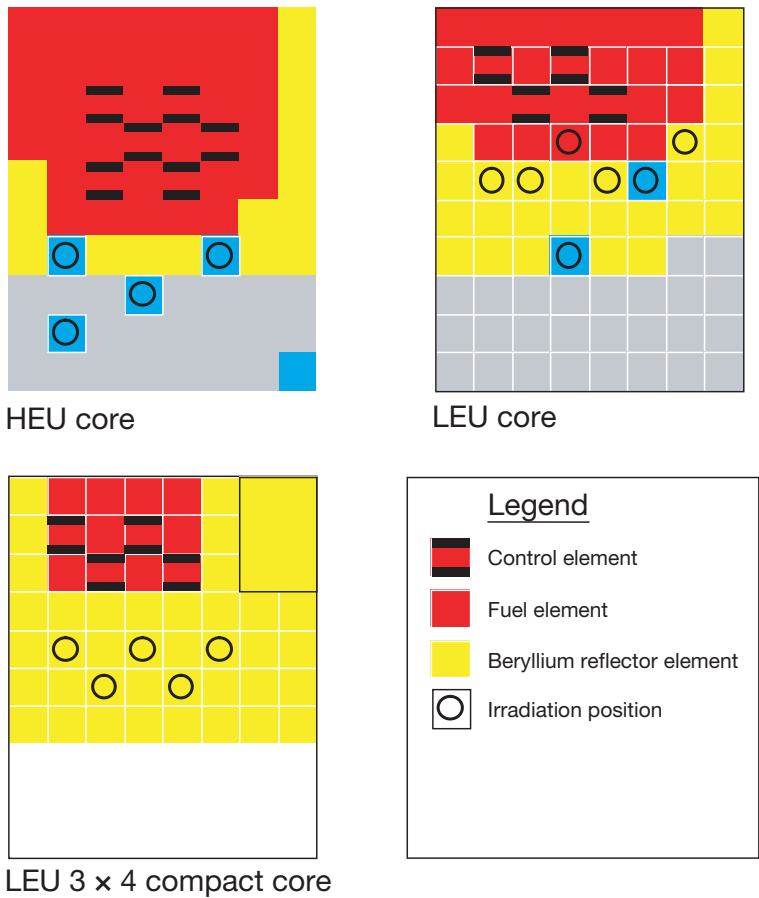 HEU core
LEU core
LEU 3 × 4 compact core
Legend
Control element
Fuel element
Beryllium reflector element
Irradiation position